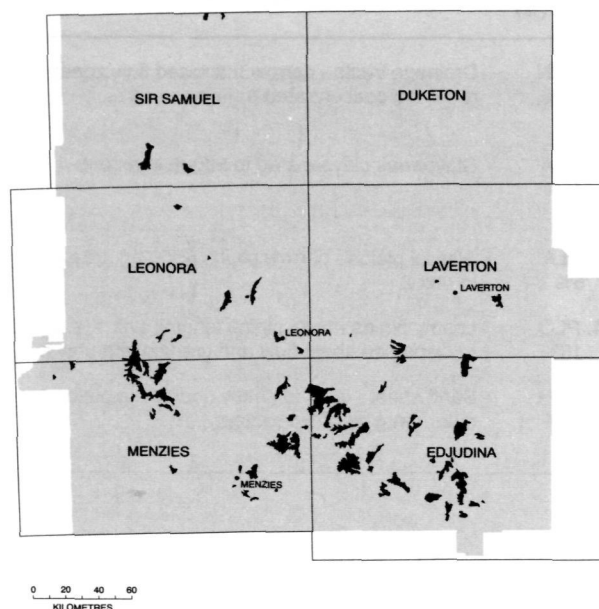 SIR SAMUEL
DUKETON
LEONORA
LAVERTON
LAVERTON
LEONORA
MENZIES
EDJUDINA
MENZIES
0 20 40 60
KILOMETRES